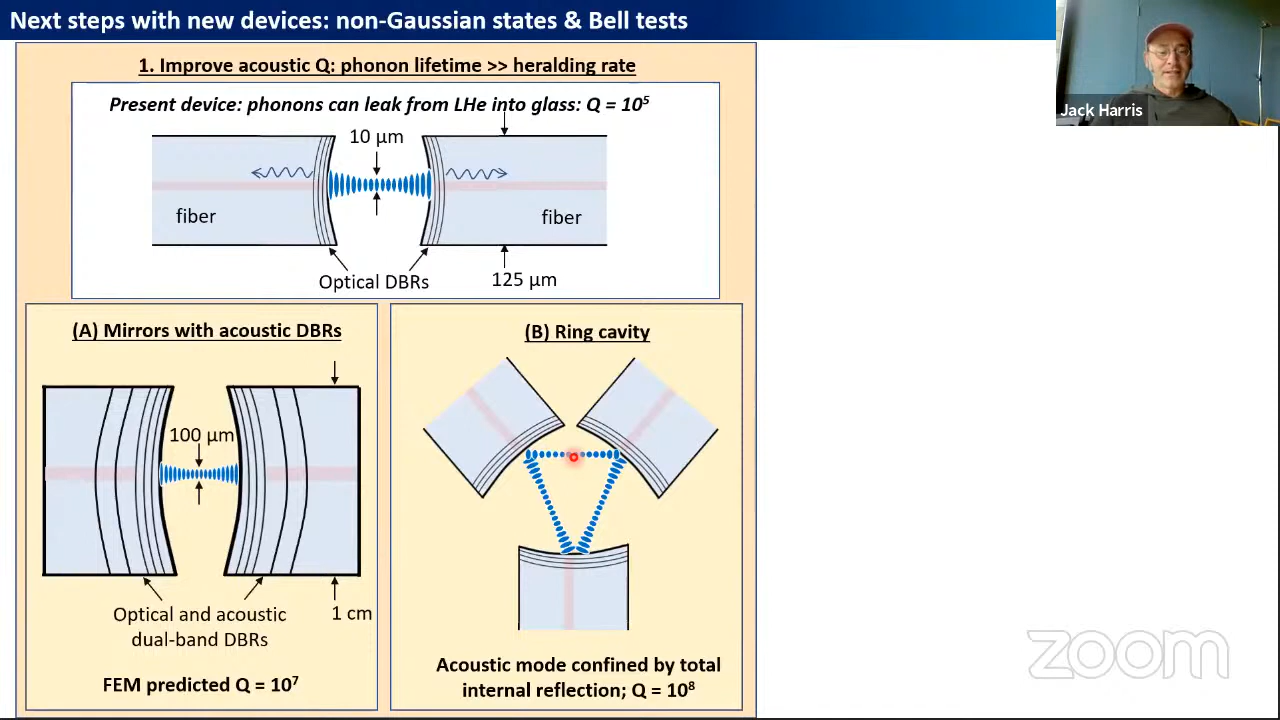 Next steps with new devices: non-Gaussian states & Bell tests
Jack Harris
1. Improve acoustic Q: phonon lifetime >> heralding rate
Present device: phonons can leak from LHe into glass: Q = 10⁵
10 µm
fiber
fiber
Optical DBRs
125 µm
(A) Mirrors with acoustic DBRs
100 µm
Optical and acoustic
dual-band DBRs
1 cm
FEM predicted Q = 10⁷
(B) Ring cavity
Acoustic mode confined by total
internal reflection; Q = 10⁸
zoom